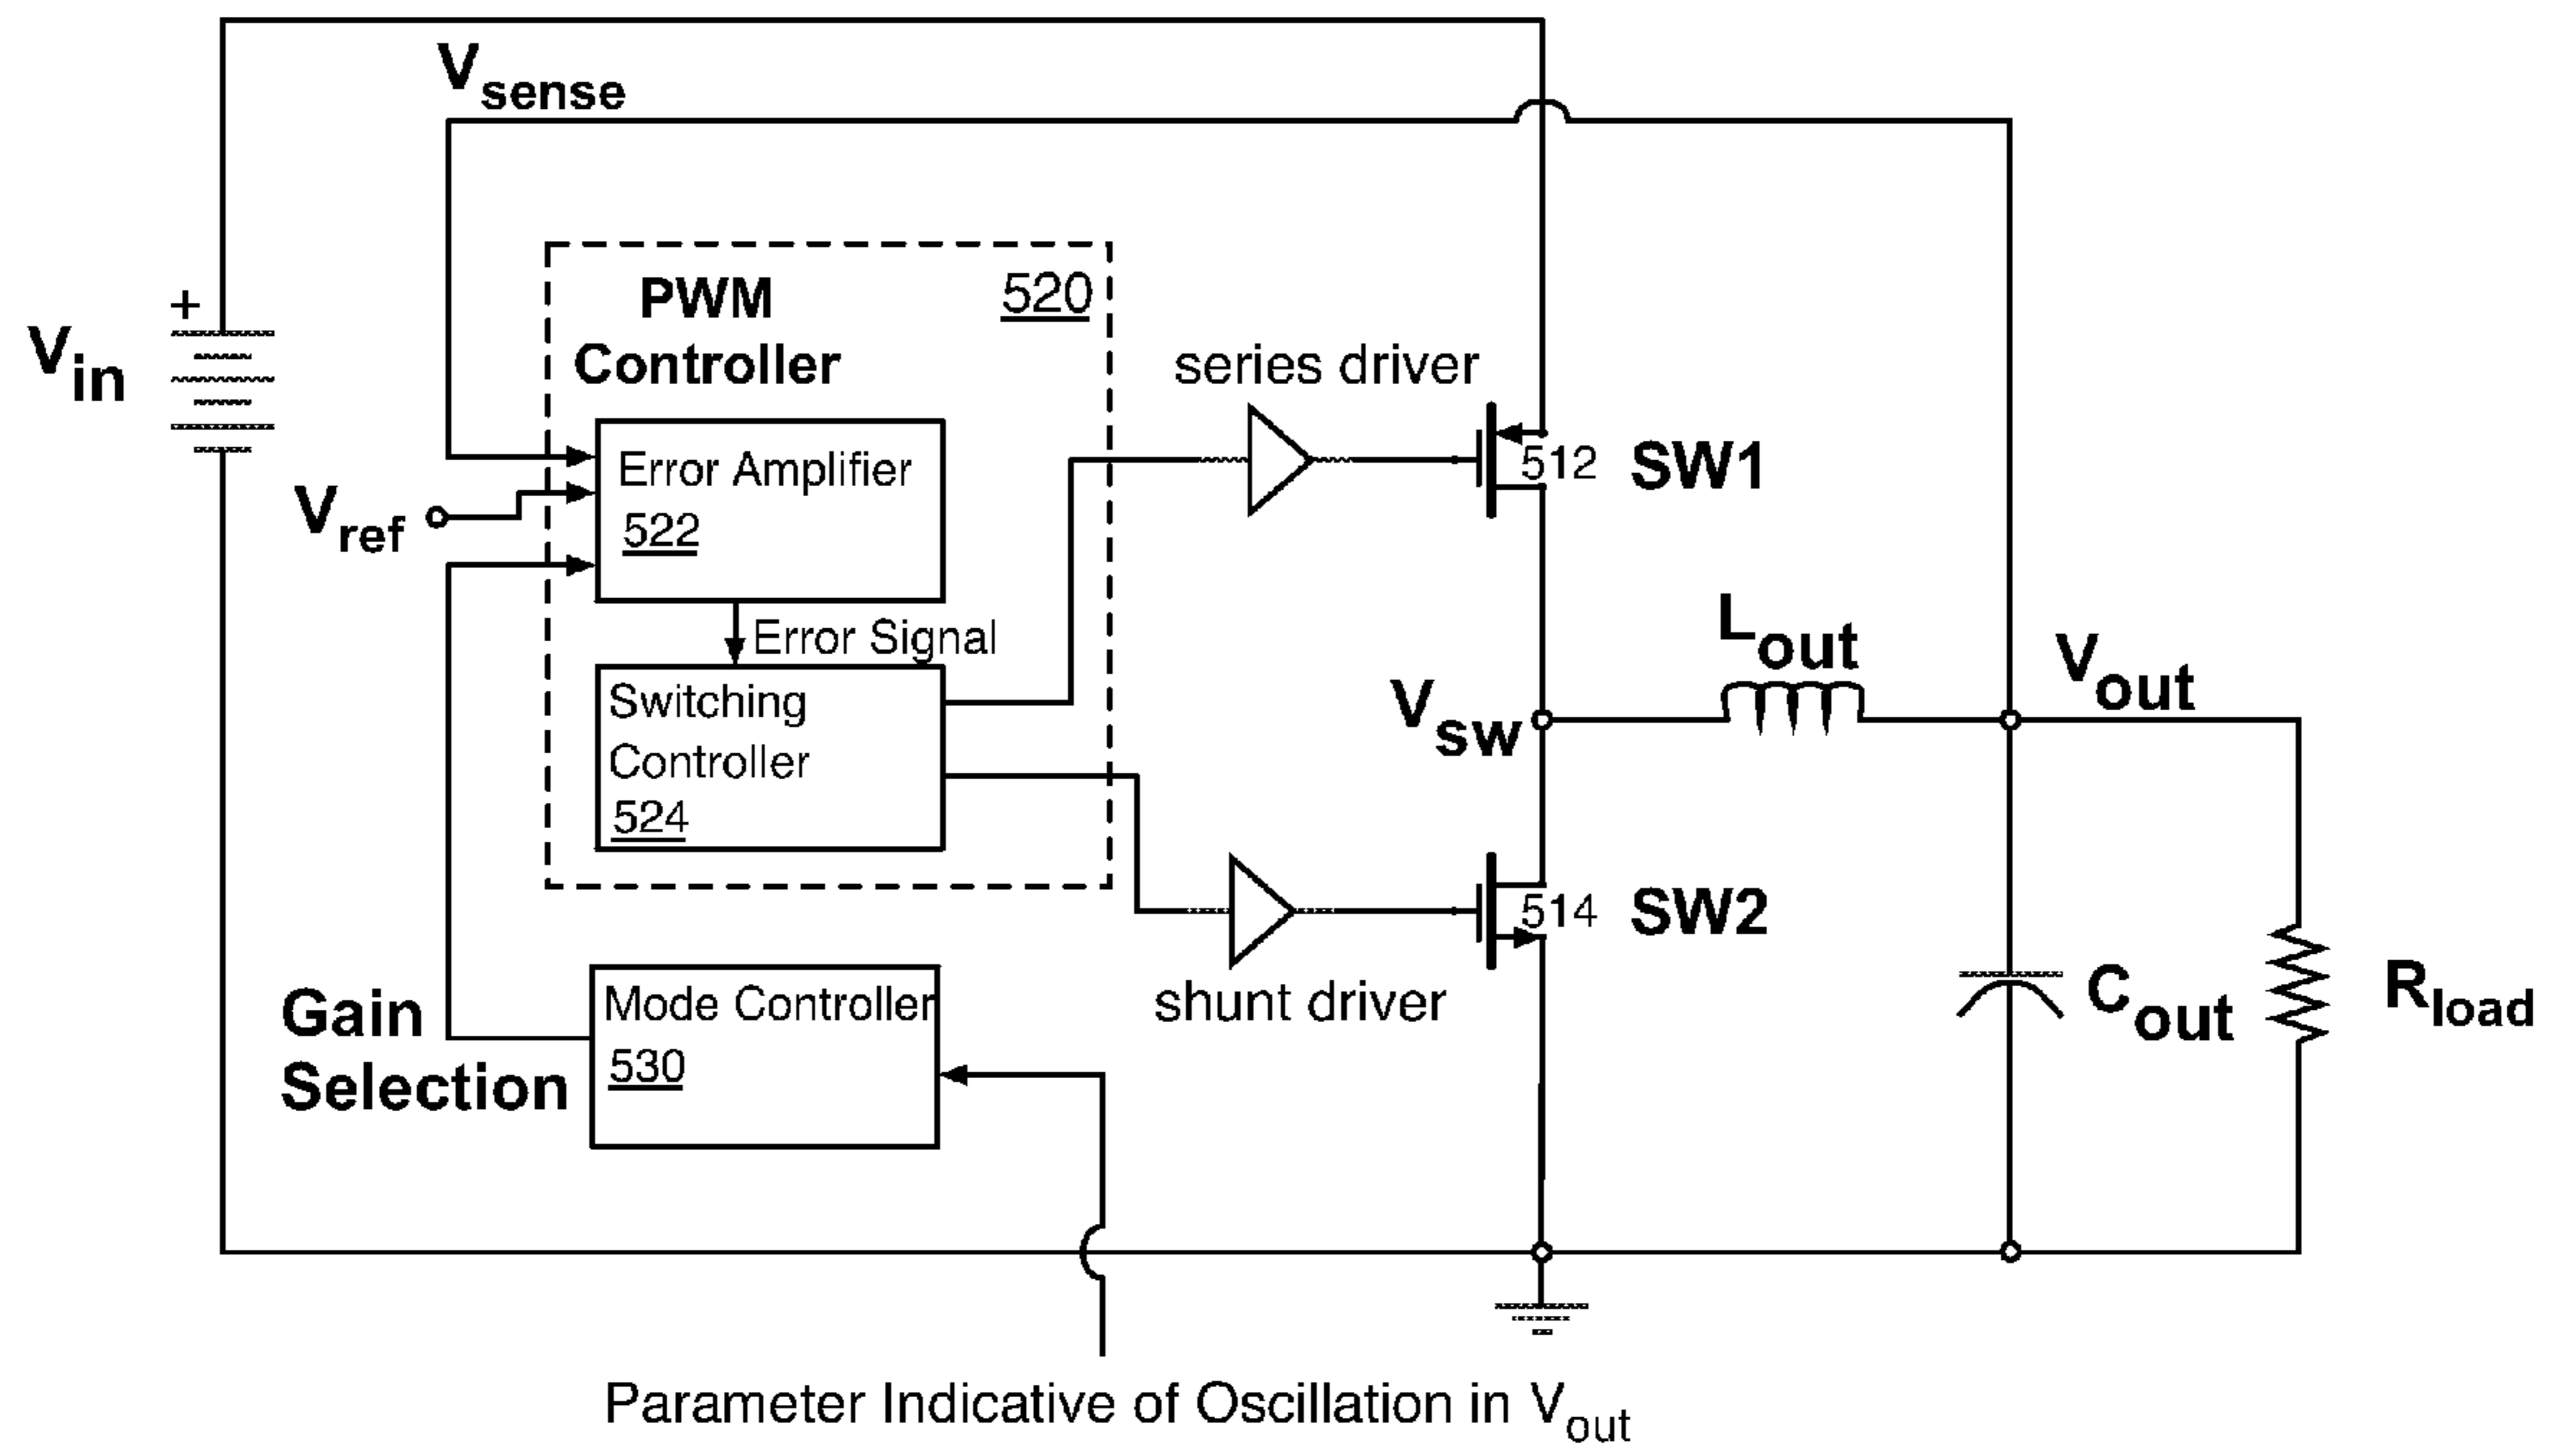 Vsense
PWM
Controller
520
+
Vin
series driver
Error Amplifier
522
512
SW1
Vref
Error Signal
Switching
Controller
524
Lout
Vout
Vsw
514
SW2
shunt driver
Gain
Selection
Mode Controller
530
Cout
Rload
Parameter Indicative of Oscillation in Vout